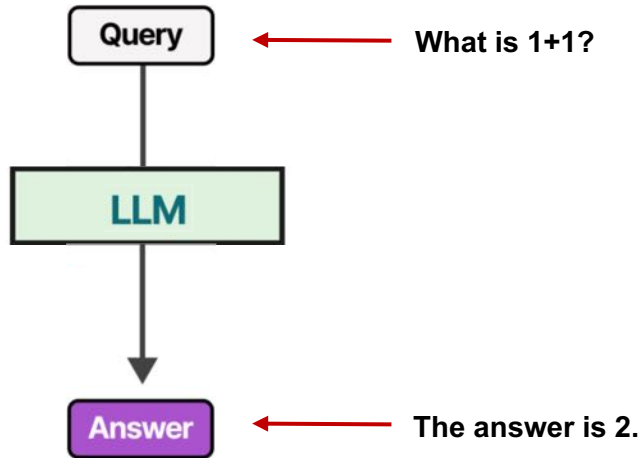 Query
What is 1+1?
LLM
Answer
The answer is 2.